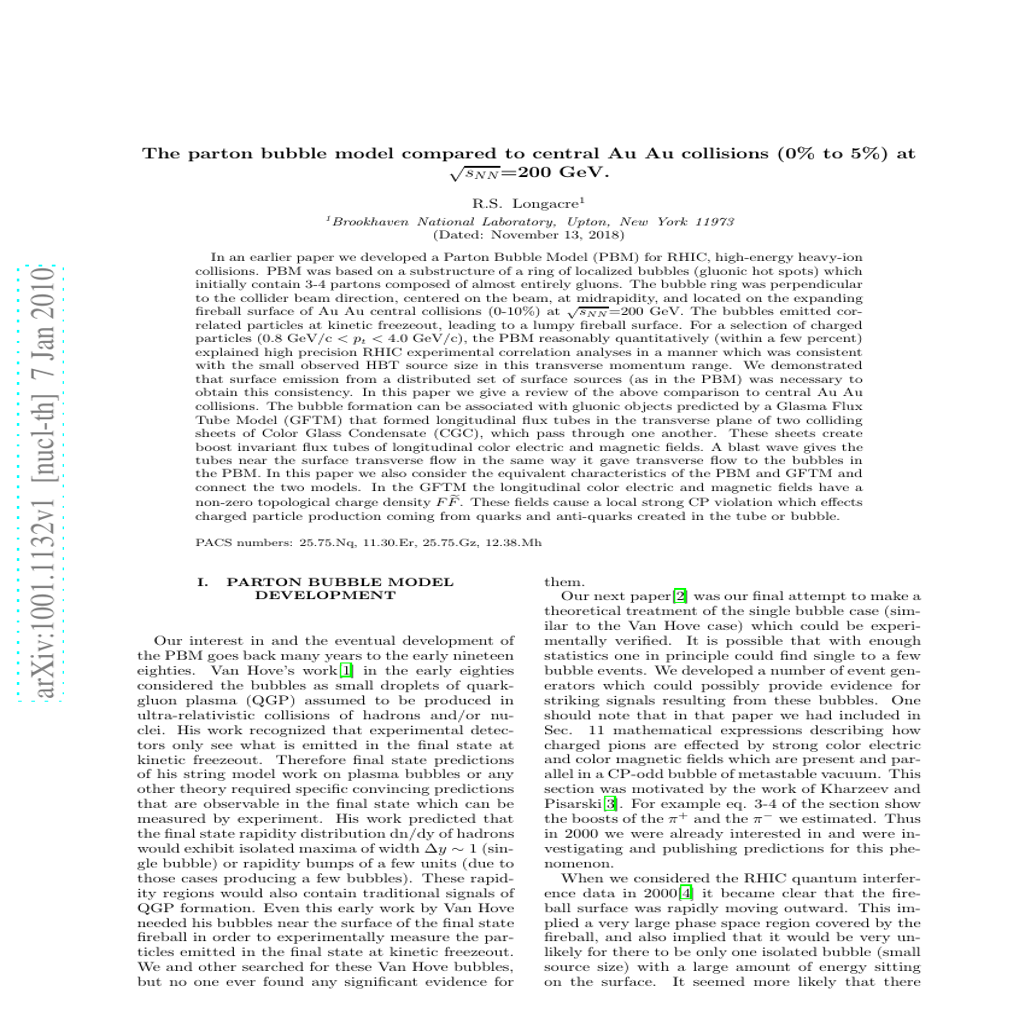 The parton bubble model compared to central Au Au collisions (0% to 5%) at
√sNN=200 GeV.
R.S. Longacre1
1Brookhaven National Laboratory, Upton, New York 11973
(Dated: November 13, 2018)
In an earlier paper we developed a Parton Bubble Model (PBM) for RHIC, high-energy heavy-ion
collisions. PBM was based on a substructure of a ring of localized bubbles (gluonic hot spots) which
initially contain 3-4 partons composed of almost entirely gluons. The bubble ring was perpendicular
to the collider beam direction, centered on the beam, at midrapidity, and located on the expanding
fireball surface of Au Au central collisions (0-10%) at √sNN=200 GeV. The bubbles emitted cor-
related particles at kinetic freezeout, leading to a lumpy fireball surface. For a selection of charged
particles (0.8 GeV/c < pt < 4.0 GeV/c), the PBM reasonably quantitatively (within a few percent)
explained high precision RHIC experimental correlation analyses in a manner which was consistent
with the small observed HBT source size in this transverse momentum range. We demonstrated
that surface emission from a distributed set of surface sources (as in the PBM) was necessary to
obtain this consistency. In this paper we give a review of the above comparison to central Au Au
collisions. The bubble formation can be associated with gluonic objects predicted by a Glasma Flux
Tube Model (GFTM) that formed longitudinal flux tubes in the transverse plane of two colliding
sheets of Color Glass Condensate (CGC), which pass through one another. These sheets create
boost invariant flux tubes of longitudinal color electric and magnetic fields. A blast wave gives the
tubes near the surface transverse flow in the same way it gave transverse flow to the bubbles in
the PBM. In this paper we also consider the equivalent characteristics of the PBM and GFTM and
connect the two models. In the GFTM the longitudinal color electric and magnetic fields have a
non-zero topological charge density FF̃. These fields cause a local strong CP violation which effects
charged particle production coming from quarks and anti-quarks created in the tube or bubble.
PACS numbers: 25.75.Nq, 11.30.Er, 25.75.Gz, 12.38.Mh
I. PARTON BUBBLE MODEL
DEVELOPMENT
Our interest in and the eventual development of
the PBM goes back many years to the early nineteen
eighties. Van Hove's work[1] in the early eighties
considered the bubbles as small droplets of quark-
gluon plasma (QGP) assumed to be produced in
ultra-relativistic collisions of hadrons and/or nu-
clei. His work recognized that experimental detec-
tors only see what is emitted in the final state at
kinetic freezeout. Therefore final state predictions
of his string model work on plasma bubbles or any
other theory required specific convincing predictions
that are observable in the final state which can be
measured by experiment. His work predicted that
the final state rapidity distribution dn/dy of hadrons
would exhibit isolated maxima of width Δy ∼ 1 (sin-
gle bubble) or rapidity bumps of a few units (due to
those cases producing a few bubbles). These rapid-
ity regions would also contain traditional signals of
QGP formation. Even this early work by Van Hove
needed his bubbles near the surface of the final state
fireball in order to experimentally measure the par-
ticles emitted in the final state at kinetic freezeout.
We and other searched for these Van Hove bubbles,
but no one ever found any significant evidence for
them.
Our next paper[2] was our final attempt to make a
theoretical treatment of the single bubble case (sim-
ilar to the Van Hove case) which could be experi-
mentally verified. It is possible that with enough
statistics one in principle could find single to a few
bubble events. We developed a number of event gen-
erators which could possibly provide evidence for
striking signals resulting from these bubbles. One
should note that in that paper we had included in
Sec. 11 mathematical expressions describing how
charged pions are effected by strong color electric
and color magnetic fields which are present and par-
allel in a CP-odd bubble of metastable vacuum. This
section was motivated by the work of Kharzeev and
Pisarski[3]. For example eq. 3-4 of the section show
the boosts of the π+ and the π− we estimated. Thus
in 2000 we were already interested in and were in-
vestigating and publishing predictions for this phe-
nomenon.
When we considered the RHIC quantum interfer-
ence data in 2000[4] it became clear that the fire-
ball surface was rapidly moving outward. This im-
plied a very large phase space region covered by the
fireball, and also implied that it would be very un-
likely for there to be only one isolated bubble (small
source size) with a large amount of energy sitting
on the surface. It seemed more likely that there
arXiv:1001.1132v1 [nucl-th] 7 Jan 2010